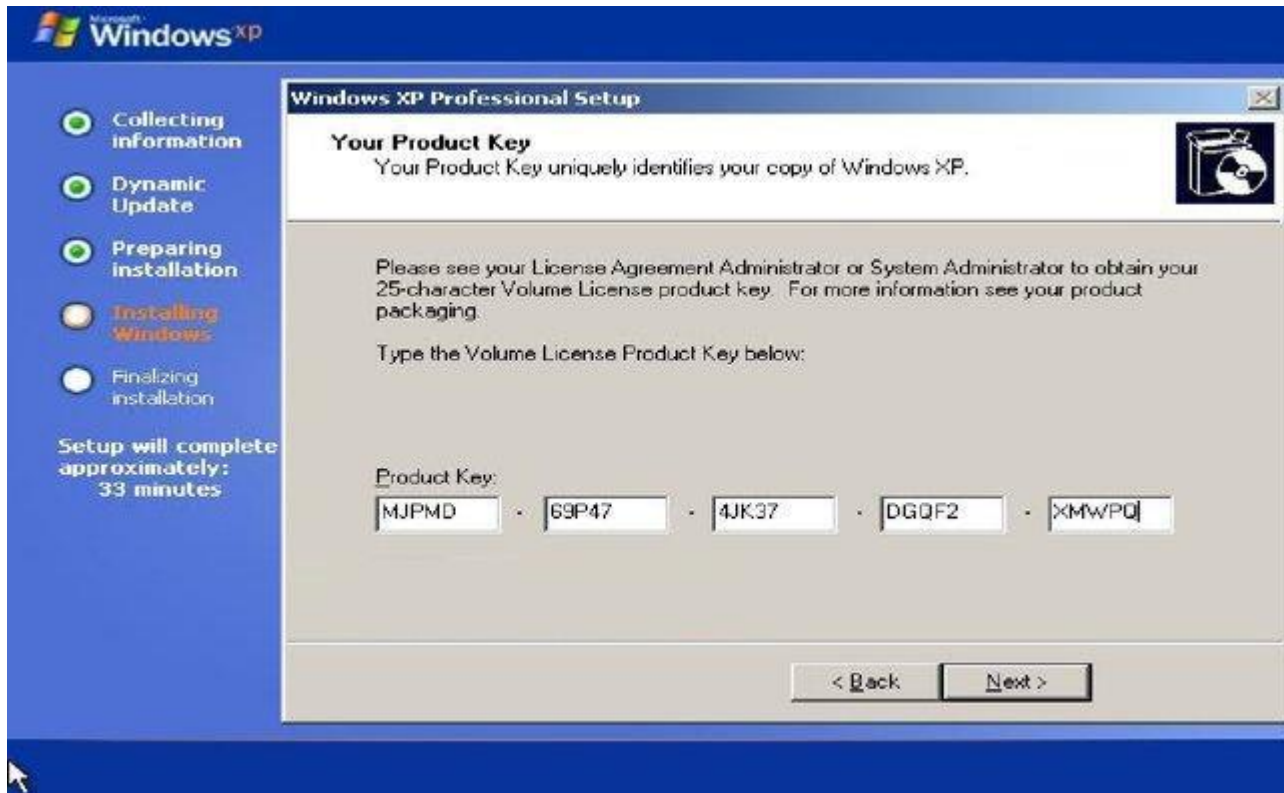 Microsoft
Windows xp
Collecting
information
Dynamic
Update
Preparing
installation
Installing
Windows
Finalizing
installation
Setup will complete
approximately:
33 minutes
Windows XP Professional Setup
Your Product Key
Your Product Key uniquely identifies your copy of Windows XP.
Please see your License Agreement Administrator or System Administrator to obtain your
25-character Volume License product key. For more information see your product
packaging.
Type the Volume License Product Key below:
Product Key:
MJPMD - 69P47 - 4JK37 - DGQF2 - XMWPQ
< Back Next >